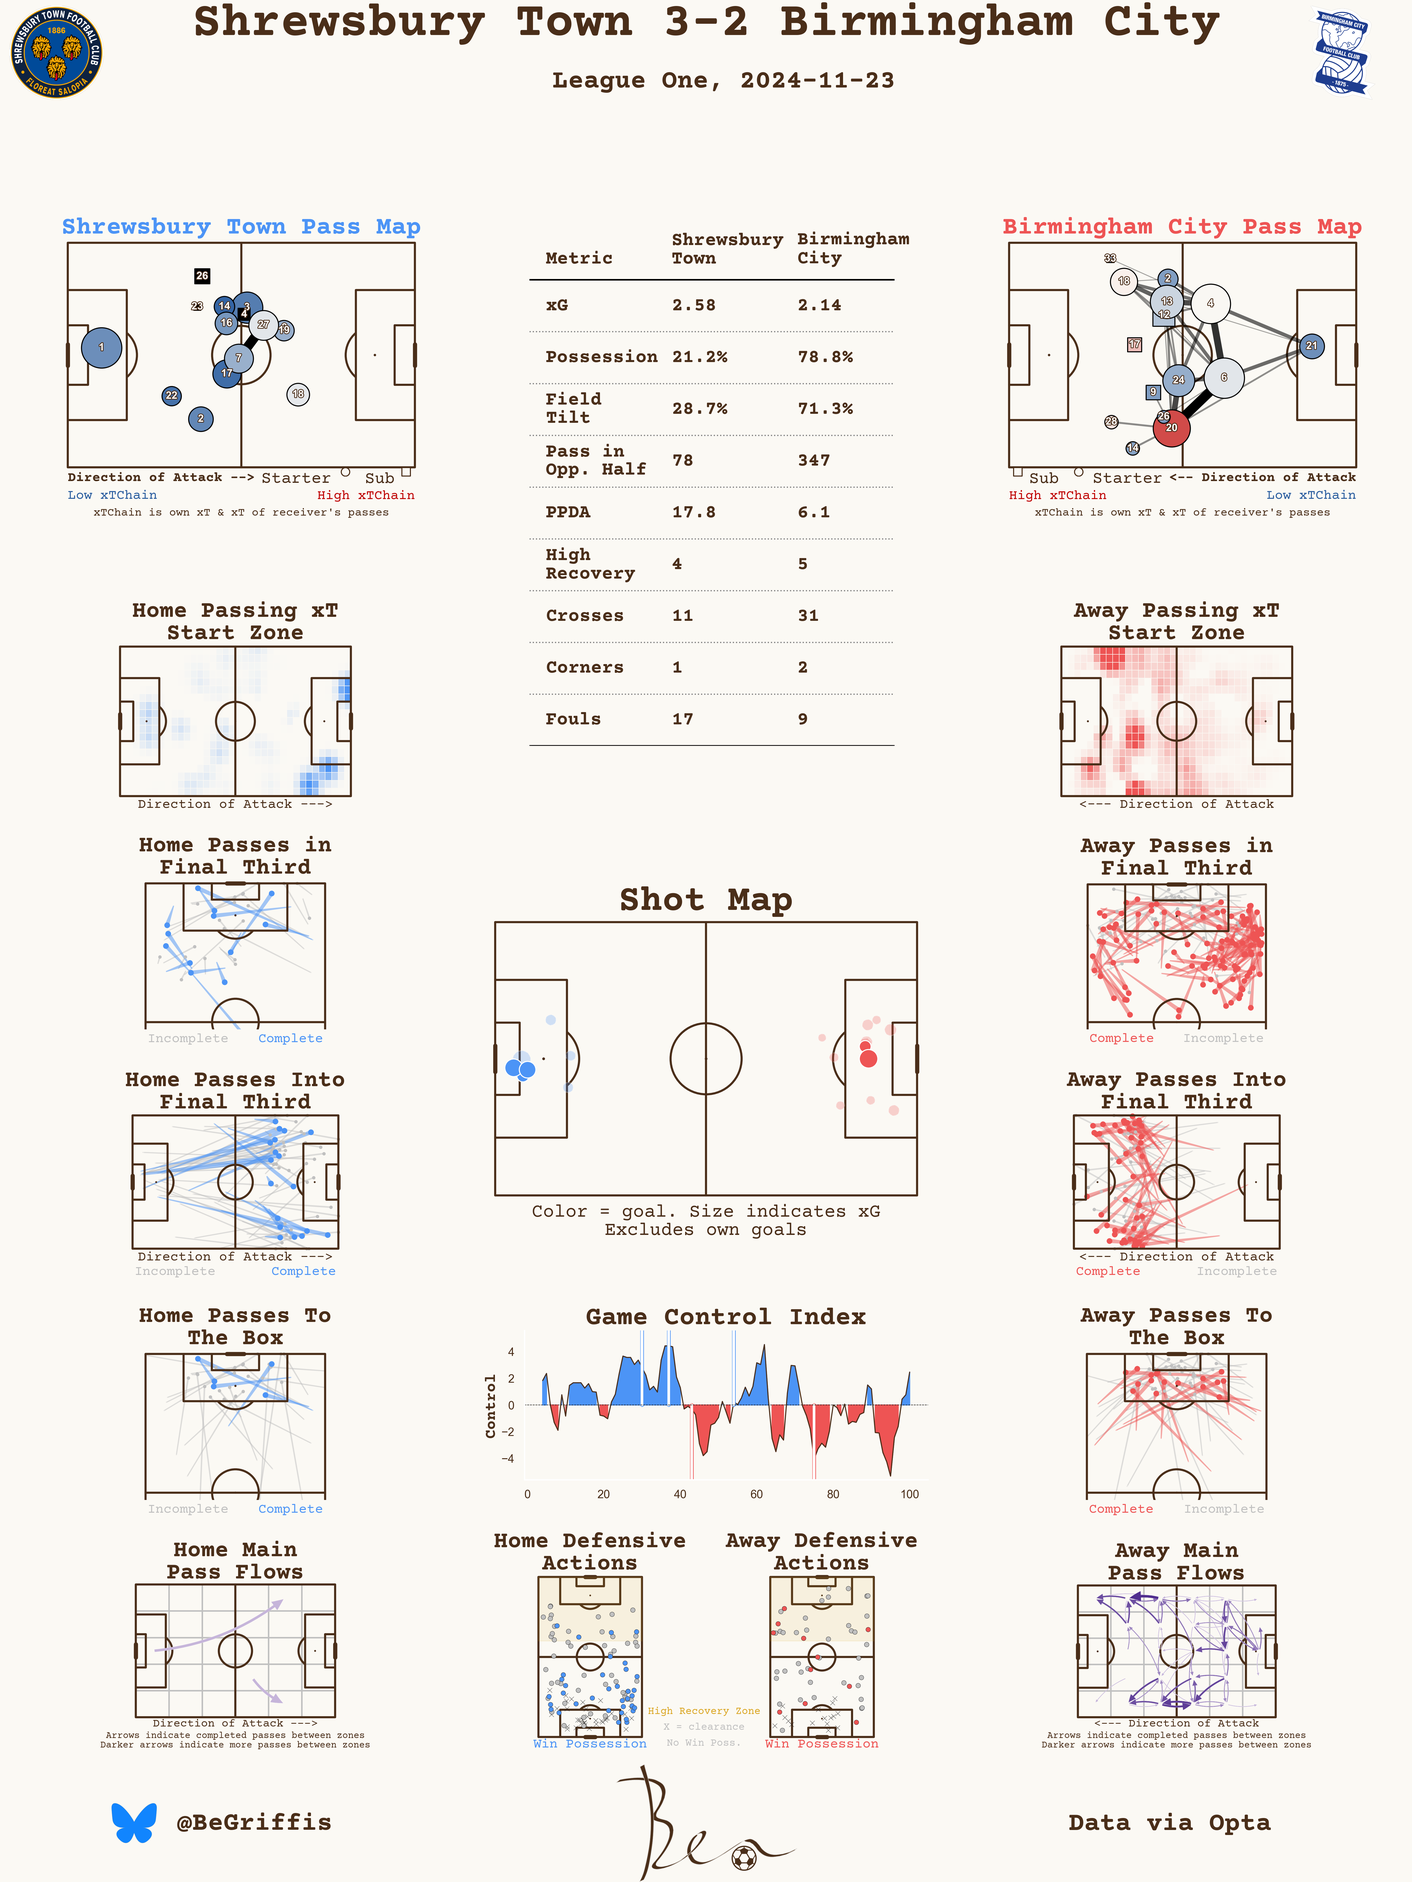 Shrewsbury Town 3-2 Birmingham City
League One, 2024-11-23
SHREWSBURY TOWN FOOTBALL CLUB
1886
FLOREAT SALOPIA
BIRMINGHAM CITY
FOOTBALL CLUB
1875
Shrewsbury Town Pass Map
26
23
14
3
4
16
27
19
1
7
17
22
18
2
Direction of Attack --> Starter Sub
Low xTChain High xTChain
xTChain is own xT & xT of receiver's passes
Metric Shrewsbury Town Birmingham City
xG 2.58 2.14
Possession 21.2% 78.8%
Field Tilt 28.7% 71.3%
Pass in Opp. Half 78 347
PPDA 17.8 6.1
High Recovery 4 5
Crosses 11 31
Corners 1 2
Fouls 17 9
Birmingham City Pass Map
33
18
2
13
4
12
17
21
24
6
9
26
28
20
14
Sub Starter <-- Direction of Attack
High xTChain Low xTChain
xTChain is own xT & xT of receiver's passes
Home Passing xT
Start Zone
Direction of Attack --->
Away Passing xT
Start Zone
<--- Direction of Attack
Home Passes in
Final Third
Incomplete Complete
Away Passes in
Final Third
Complete Incomplete
Shot Map
Color = goal. Size indicates xG
Excludes own goals
Home Passes Into
Final Third
Direction of Attack --->
Incomplete Complete
Away Passes Into
Final Third
<--- Direction of Attack
Complete Incomplete
Home Passes To
The Box
Incomplete Complete
Game Control Index
Control
4
2
0
−2
−4
0 20 40 60 80 100
Away Passes To
The Box
Complete Incomplete
Home Main
Pass Flows
Direction of Attack --->
Arrows indicate completed passes between zones
Darker arrows indicate more passes between zones
Home Defensive
Actions
Win Possession
High Recovery Zone
X = clearance
No Win Poss.
Away Defensive
Actions
Win Possession
Away Main
Pass Flows
<--- Direction of Attack
Arrows indicate completed passes between zones
Darker arrows indicate more passes between zones
@BeGriffis
Ben
Data via Opta